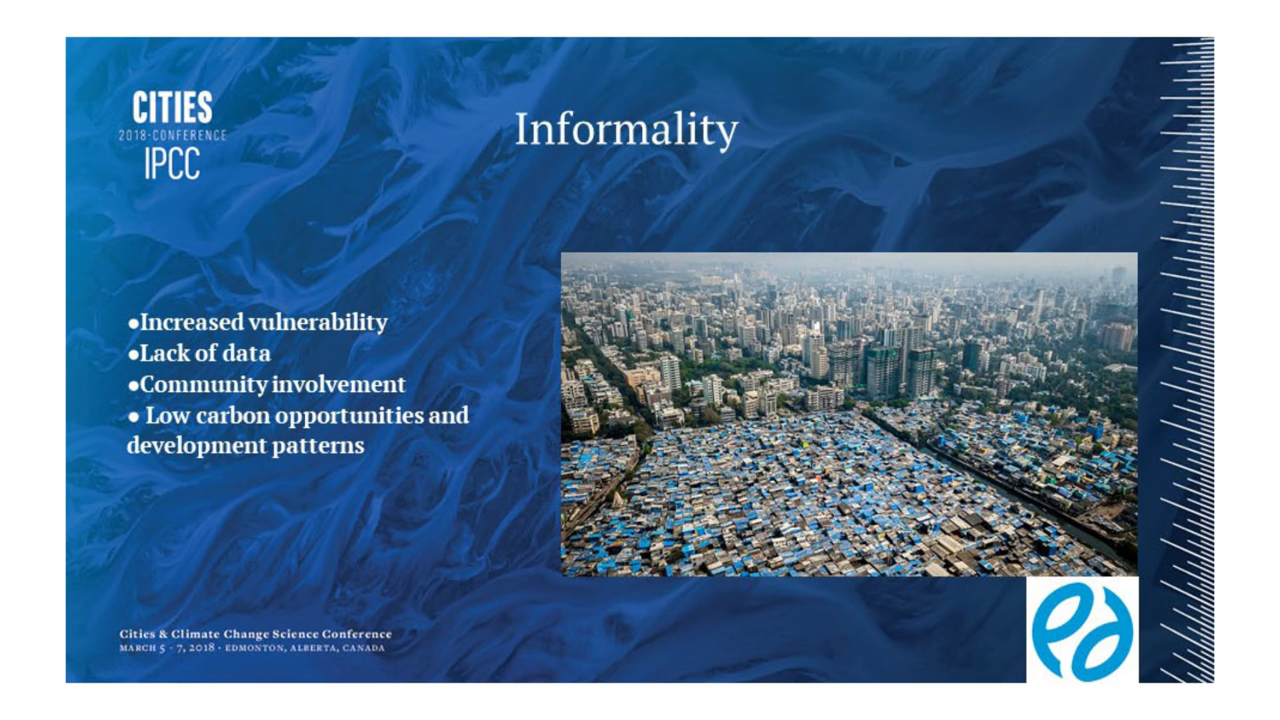 CITIES
2018·CONFERENCE
IPCC
Informality
●Increased vulnerability
●Lack of data
●Community involvement
● Low carbon opportunities and
development patterns
Cities & Climate Change Science Conference
MARCH 5 - 7, 2018 · EDMONTON, ALBERTA, CANADA